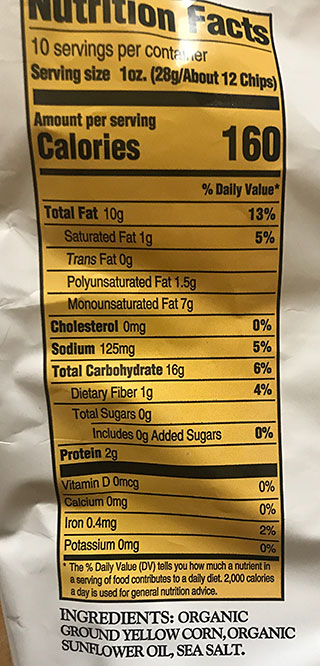 Nutrition Facts
10 servings per container
Serving size 1oz. (28g/About 12 Chips)
Amount per serving
Calories 160
% Daily Value*
Total Fat 10g 13%
Saturated Fat 1g 5%
Trans Fat 0g
Polyunsaturated Fat 1.5g
Monounsaturated Fat 7g
Cholesterol 0mg 0%
Sodium 125mg 5%
Total Carbohydrate 16g 6%
Dietary Fiber 1g 4%
Total Sugars 0g
Includes 0g Added Sugars 0%
Protein 2g
Vitamin D 0mcg 0%
Calcium 0mg 0%
Iron 0.4mg 2%
Potassium 0mg 0%
* The % Daily Value (DV) tells you how much a nutrient in
a serving of food contributes to a daily diet. 2,000 calories
a day is used for general nutrition advice.
INGREDIENTS: ORGANIC
GROUND YELLOW CORN, ORGANIC
SUNFLOWER OIL, SEA SALT.